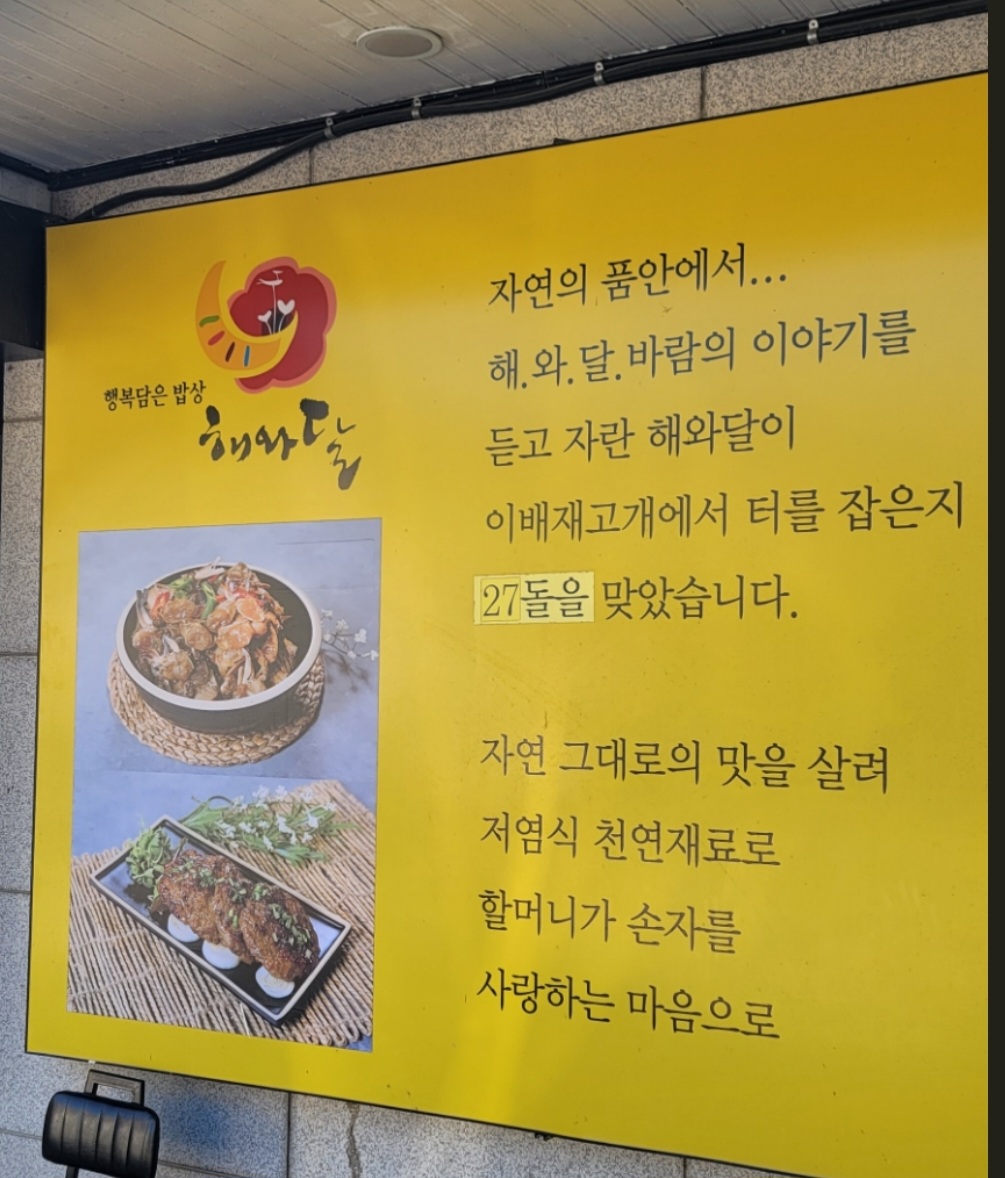 행복담은 밥상
해와달
자연의 품안에서...
해.와.달.바람의 이야기를
듣고 자란 해와달이
이배재고개에서 터를 잡은지
27돌을 맞았습니다.
자연 그대로의 맛을 살려
저염식 천연재료로
할머니가 손자를
사랑하는 마음으로